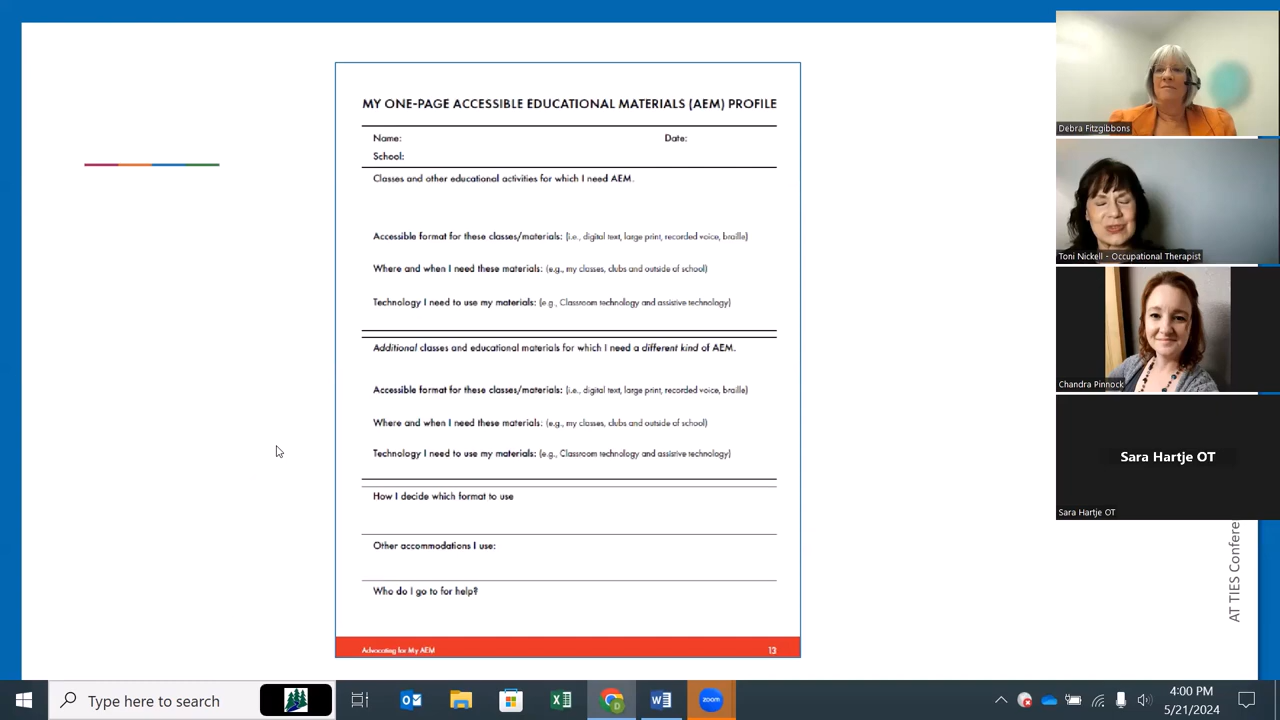 MY ONE-PAGE ACCESSIBLE EDUCATIONAL MATERIALS (AEM) PROFILE
Name: Date:
School:
Classes and other educational activities for which I need AEM.
Accessible format for these classes/materials: (i.e., digital text, large print, recorded voice, braille)
Where and when I need these materials: (e.g., my classes, clubs and outside of school)
Technology I need to use my materials: (e.g., Classroom technology and assistive technology)
Additional classes and educational materials for which I need a different kind of AEM.
Accessible format for these classes/materials: (i.e., digital text, large print, recorded voice, braille)
Where and when I need these materials: (e.g., my classes, clubs and outside of school)
Technology I need to use my materials: (e.g., Classroom technology and assistive technology)
How I decide which format to use
Other accommodations I use:
Who do I go to for help?
Advocating for My AEM 13
AT TIES Confere
Debra Fitzgibbons
Toni Nickell - Occupational Therapist
Chandra Pinnock
Sara Hartje OT
Sara Hartje OT
Type here to search
4:00 PM
5/21/2024